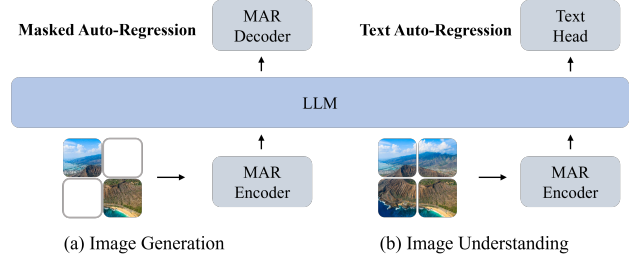 Masked Auto-Regression
MAR
Decoder
Text Auto-Regression
Text
Head
LLM
MAR
Encoder
MAR
Encoder
(a) Image Generation
(b) Image Understanding